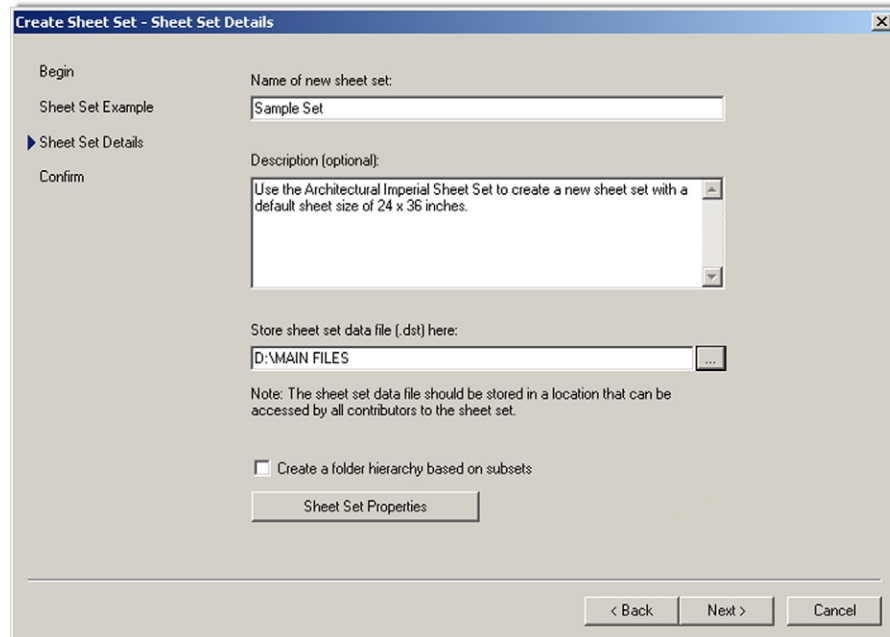 Create Sheet Set - Sheet Set Details
Begin
Sheet Set Example
Sheet Set Details
Confirm
Name of new sheet set:
Sample Set
Description (optional):
Use the Architectural Imperial Sheet Set to create a new sheet set with a
default sheet size of 24 x 36 inches.
Store sheet set data file (.dst) here:
D:\MAIN FILES
...
Note: The sheet set data file should be stored in a location that can be
accessed by all contributors to the sheet set.
Create a folder hierarchy based on subsets
Sheet Set Properties
< Back
Next >
Cancel